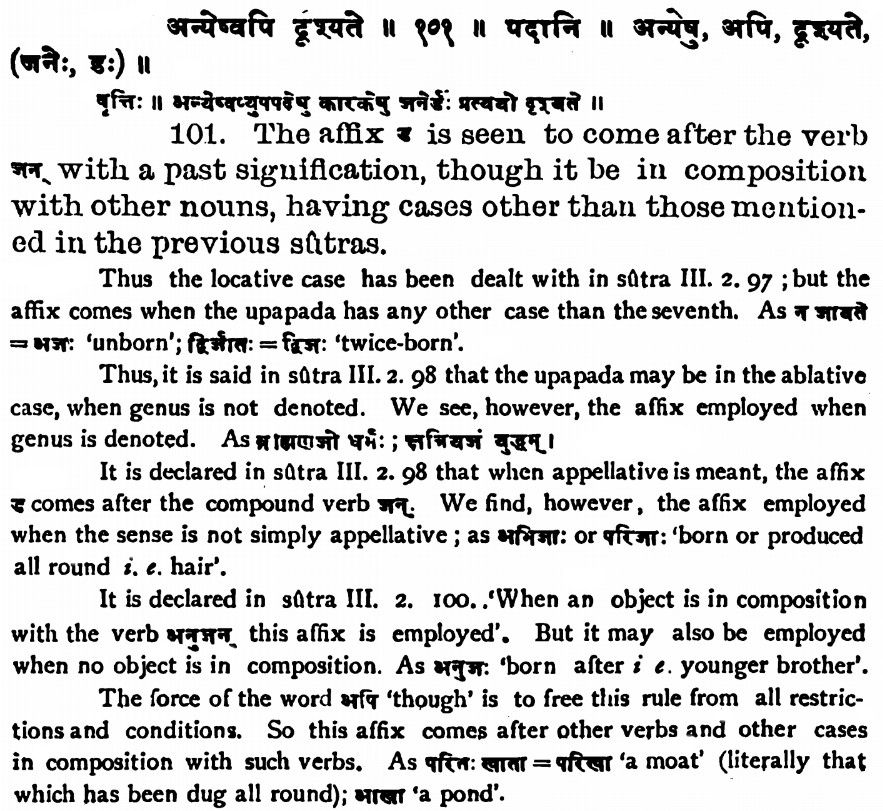 अन्येष्वपि दृश्यते ॥ १०१ ॥ पदानि ॥ अन्येषु, अपि, दृश्यते,
(जनेः, डः) ॥
वृत्तिः ॥ अन्येष्वप्युपपदेषु कारकेषु जनेर्डः प्रत्ययो दृश्यते ॥
101. The affix ड is seen to come after the verb
जन् with a past signification, though it be in composition
with other nouns, having cases other than those mention-
ed in the previous sûtras.
Thus the locative case has been dealt with in sûtra III. 2. 97 ; but the
affix comes when the upapada has any other case than the seventh. As न जायते
= अजः 'unborn'; द्विर्जातः = द्विजः 'twice-born'.
Thus, it is said in sûtra III. 2. 98 that the upapada may be in the ablative
case, when genus is not denoted. We see, however, the affix employed when
genus is denoted. As ब्राह्मणजो धर्मः ; क्षत्रियजं युद्धम् ।
It is declared in sûtra III. 2. 98 that when appellative is meant, the affix
ड comes after the compound verb जन्. We find, however, the affix employed
when the sense is not simply appellative ; as अभिजाः or परिजाः 'born or produced
all round i. e. hair'.
It is declared in sûtra III. 2. 100. .'When an object is in composition
with the verb अनुजन् this affix is employed'. But it may also be employed
when no object is in composition. As अनुजः 'born after i e. younger brother'.
The force of the word अपि 'though' is to free this rule from all restric-
tions and conditions. So this affix comes after other verbs and other cases
in composition with such verbs. As परितः खाता = परिखा 'a moat' (literally that
which has been dug all round); आखा 'a pond'.